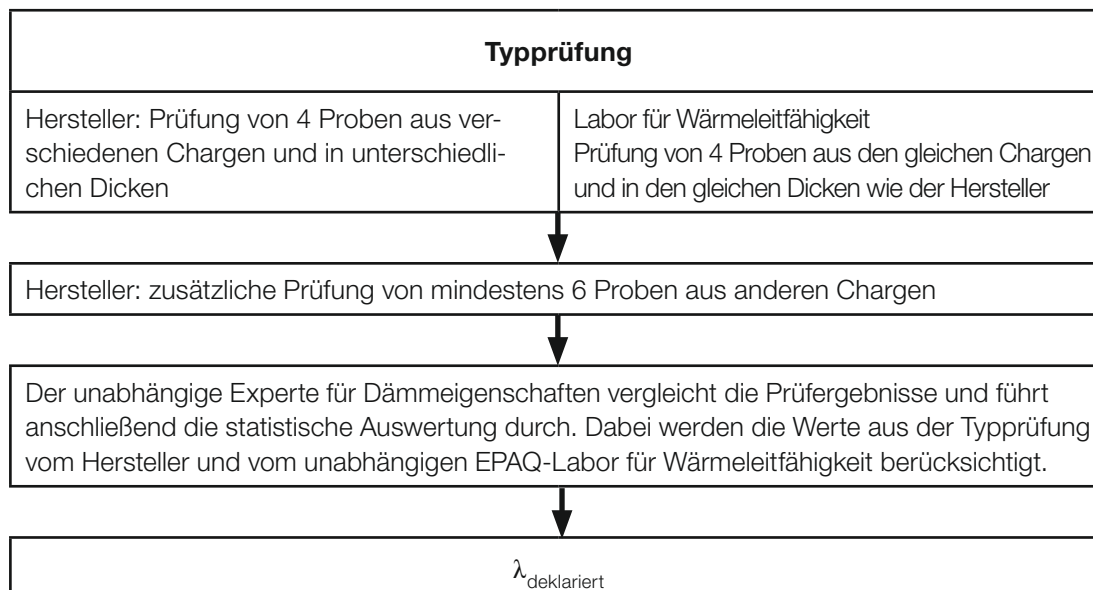 Typprüfung
Hersteller: Prüfung von 4 Proben aus ver-
schiedenen Chargen und in unterschiedli-
chen Dicken
Labor für Wärmeleitfähigkeit
Prüfung von 4 Proben aus den gleichen Chargen
und in den gleichen Dicken wie der Hersteller
Hersteller: zusätzliche Prüfung von mindestens 6 Proben aus anderen Chargen
Der unabhängige Experte für Dämmeigenschaften vergleicht die Prüfergebnisse und führt
anschließend die statistische Auswertung durch. Dabei werden die Werte aus der Typprüfung
vom Hersteller und vom unabhängigen EPAQ-Labor für Wärmeleitfähigkeit berücksichtigt.
λdeklariert